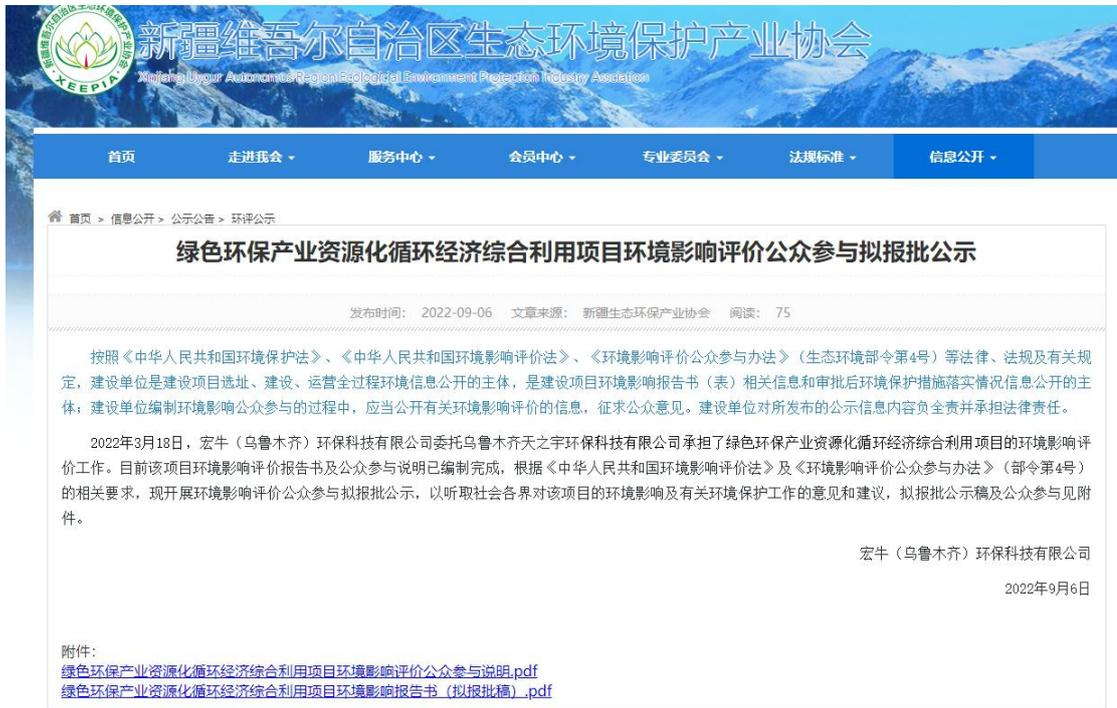 新疆维吾尔自治区生态环境保护产业协会
Xinjiang Uygur Autonomous Region Ecological Environment Protection Industry Assciation
XEEPIA
首页 走进我会 服务中心 会员中心 专业委员会 法规标准 信息公开
首页 > 信息公开 > 公示公告 > 环评公示
绿色环保产业资源化循环经济综合利用项目环境影响评价公众参与拟报批公示
发布时间: 2022-09-06 文章来源: 新疆生态环保产业协会 阅读: 75
按照《中华人民共和国环境保护法》、《中华人民共和国环境影响评价法》、《环境影响评价公众参与办法》（生态环境部令第4号）等法律、法规及有关规
定，建设单位是建设项目选址、建设、运营全过程环境信息公开的主体，是建设项目环境影响报告书（表）相关信息和审批后环境保护措施落实情况信息公开的主
体；建设单位编制环境影响公众参与的过程中，应当公开有关环境影响评价的信息，征求公众意见。建设单位对所发布的公示信息内容负全责并承担法律责任。
2022年3月18日，宏牛（乌鲁木齐）环保科技有限公司委托乌鲁木齐天之宇环保科技有限公司承担了绿色环保产业资源化循环经济综合利用项目的环境影响评
价工作。目前该项目环境影响评价报告书及公众参与说明已编制完成，根据《中华人民共和国环境影响评价法》及《环境影响评价公众参与办法》（部令第4号）
的相关要求，现开展环境影响评价公众参与拟报批公示，以听取社会各界对该项目的环境影响及有关环境保护工作的意见和建议，拟报批公示稿及公众参与见附
件。
宏牛（乌鲁木齐）环保科技有限公司
2022年9月6日
附件：
绿色环保产业资源化循环经济综合利用项目环境影响评价公众参与说明.pdf
绿色环保产业资源化循环经济综合利用项目环境影响报告书（拟报批稿）.pdf